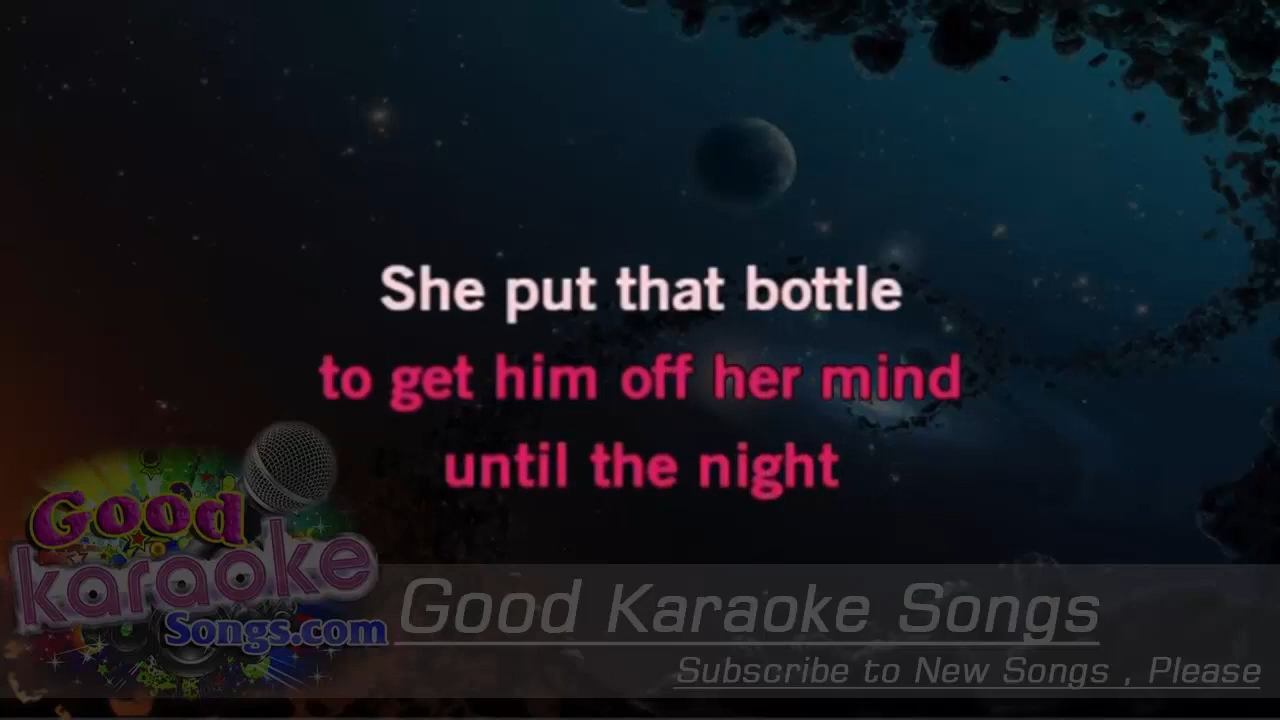 She put that bottle
to get him off her mind
until the night
Good
karaoke
Songs.com
Good Karaoke Songs
Subscribe to New Songs , Please